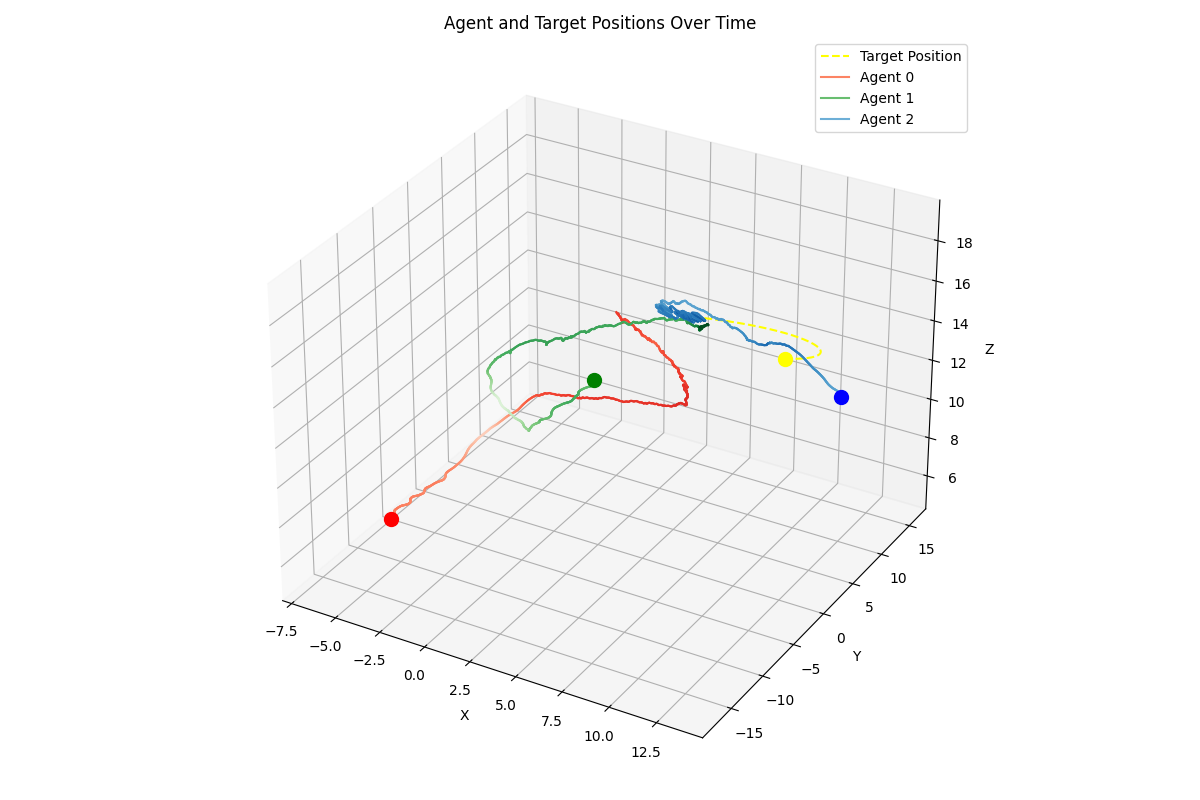 Agent and Target Positions Over Time
Target Position
Agent 0
Agent 1
Agent 2
18
16
14
12
10
8
6
Z
15
10
5
0
−5
−10
−15
Y
−7.5
−5.0
−2.5
0.0
2.5
5.0
7.5
10.0
12.5
X